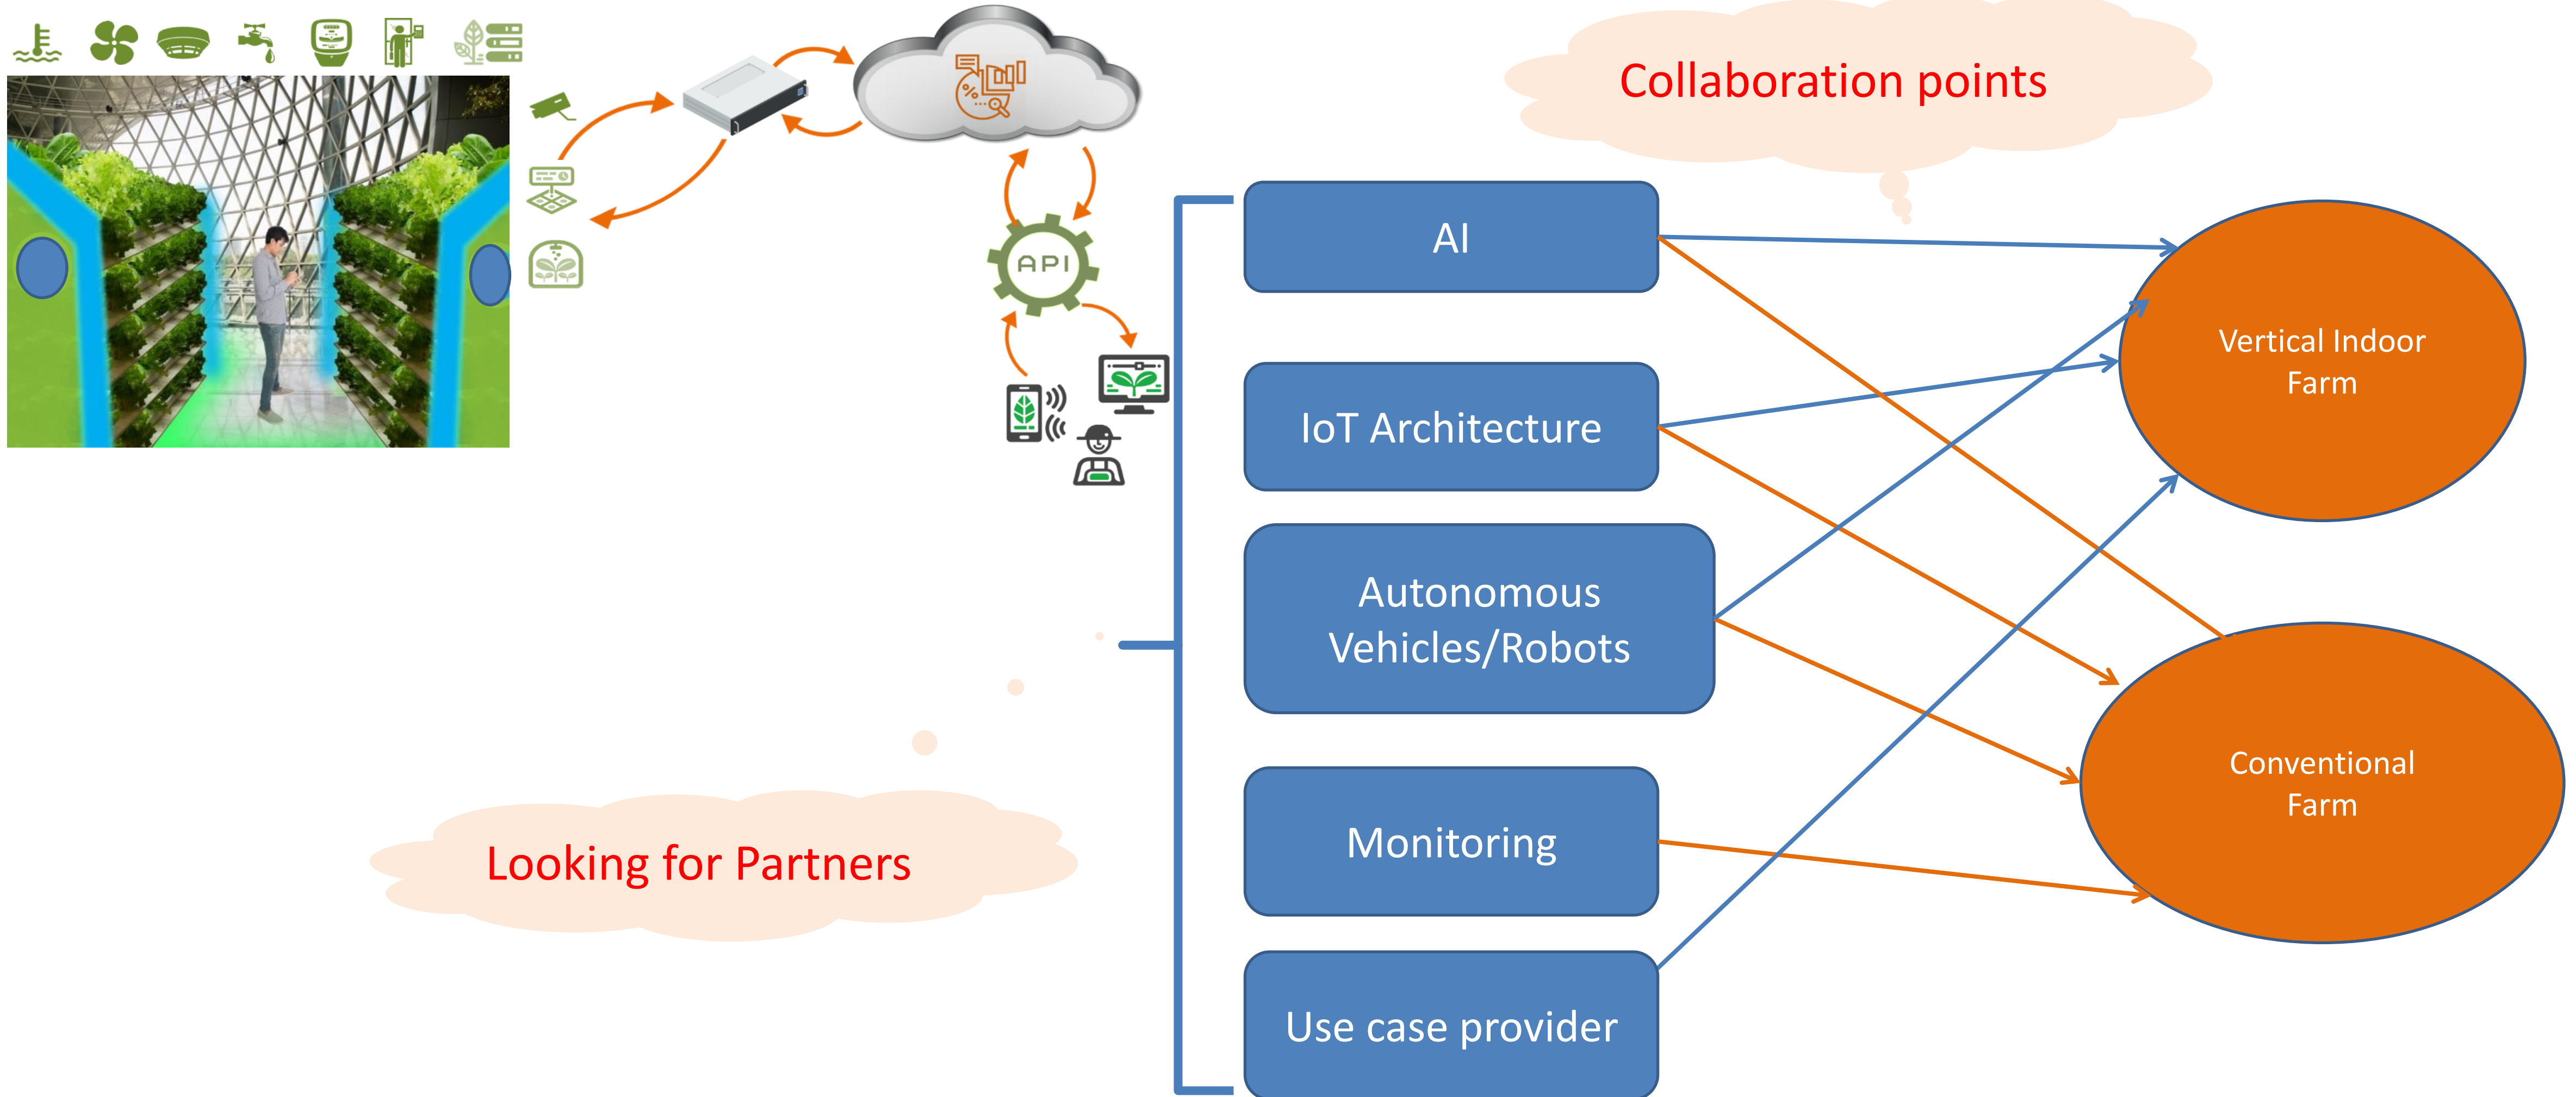 Collaboration points
API
AI
IoT Architecture
Autonomous
Vehicles/Robots
Monitoring
Use case provider
Vertical Indoor
Farm
Conventional
Farm
Looking for Partners